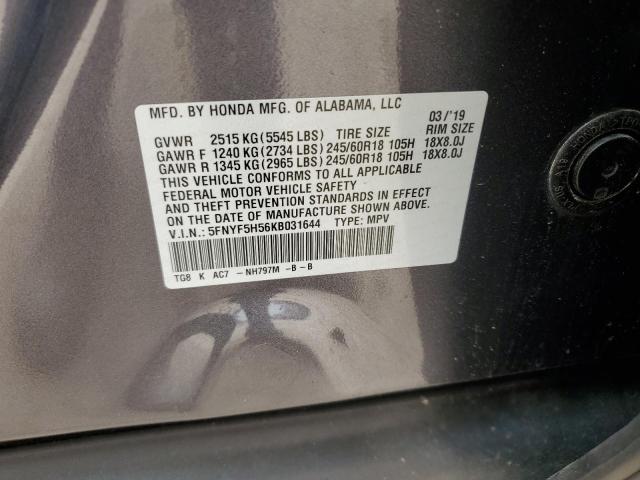 MFD. BY HONDA MFG. OF ALABAMA, LLC 03/'19
GVWR 2515 KG (5545 LBS) TIRE SIZE RIM SIZE
GAWR F 1240 KG (2734 LBS) 245/60R18 105H 18X8.0J
GAWR R 1345 KG (2965 LBS) 245/60R18 105H 18X8.0J
THIS VEHICLE CONFORMS TO ALL APPLICABLE
FEDERAL MOTOR VEHICLE SAFETY
AND THEFT PREVENTION STANDARDS IN EFFECT
ON THE DATE OF MANUFACTURE SHOWN ABOVE.
V.I.N.: 5FNYF5H56KB031644 TYPE: MPV
TG8 K AC7 -NH797M -B -B
HONDA